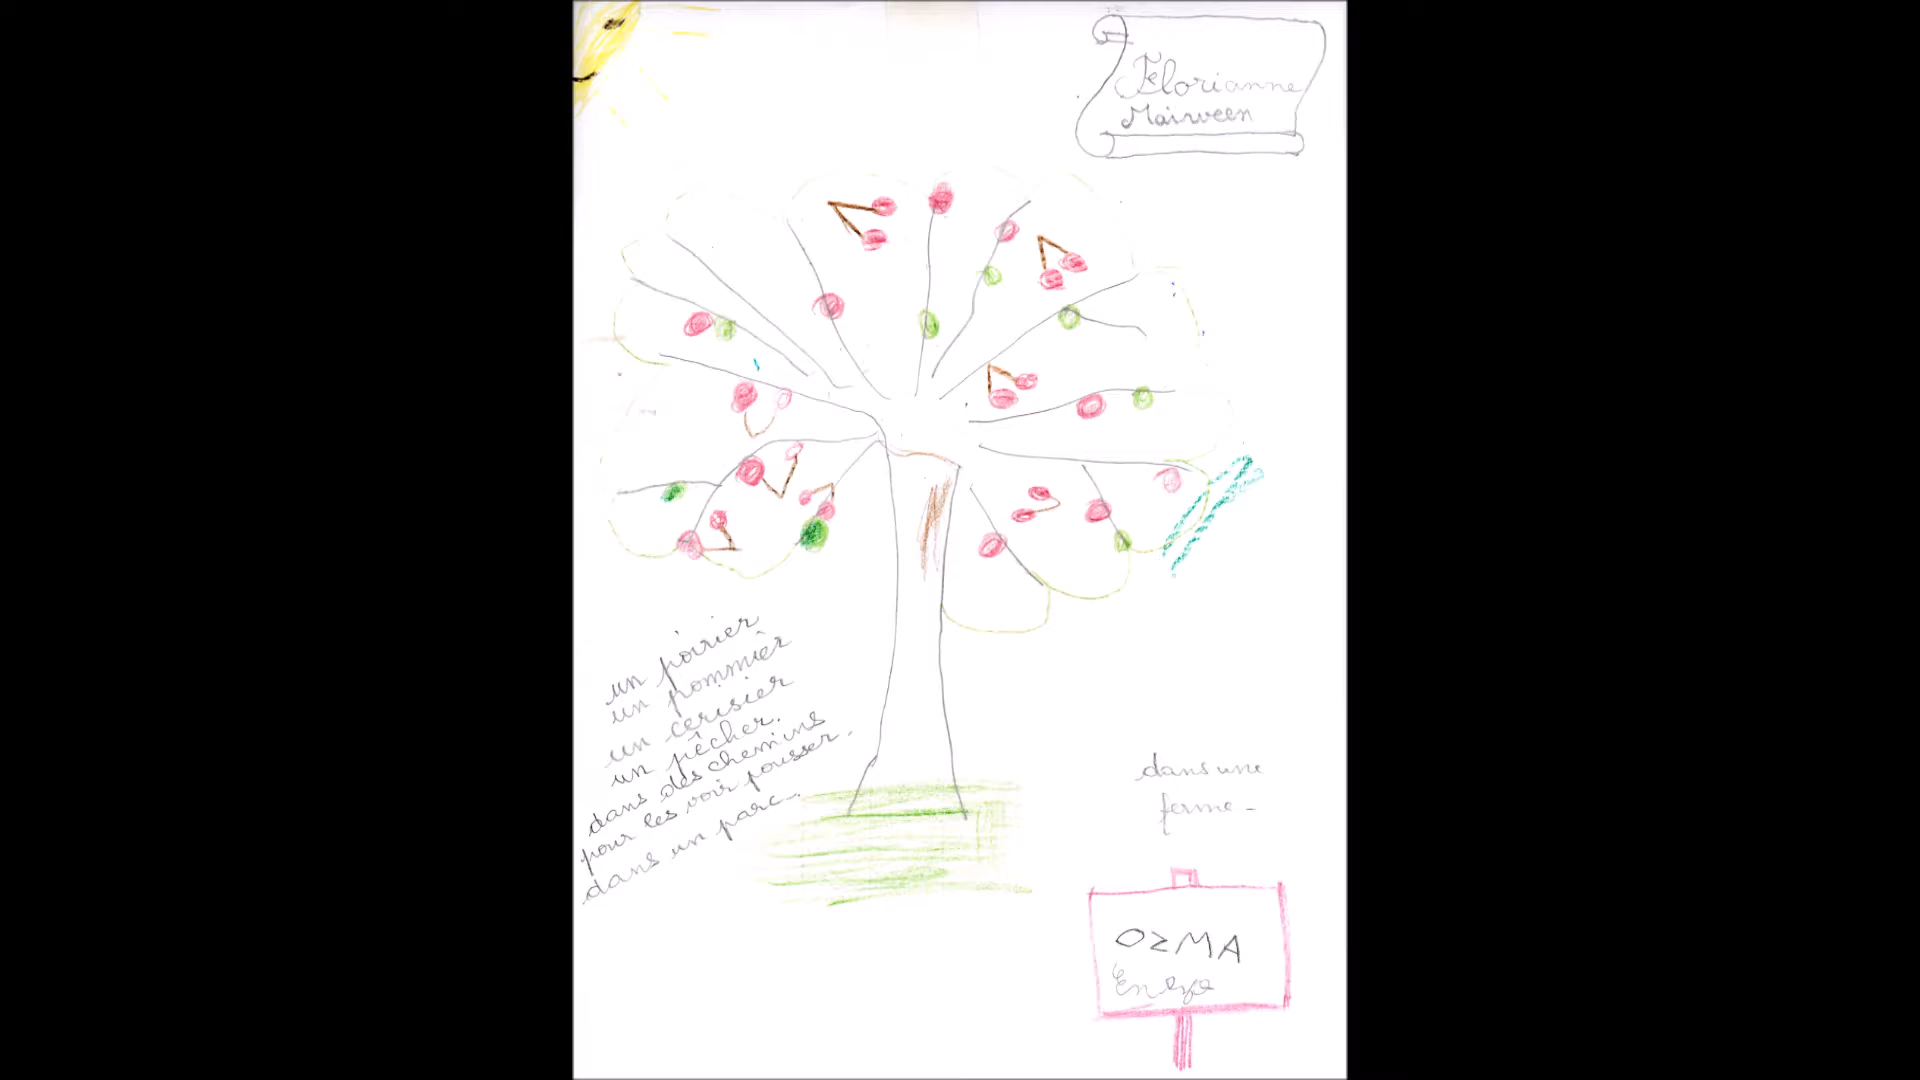 Florianne
Mairween
un poirier
un pommier
un cerisier
un pêcher.
dans des chemins
pour les voir pousser.
dans un parc.
dans une
ferme
OZMA